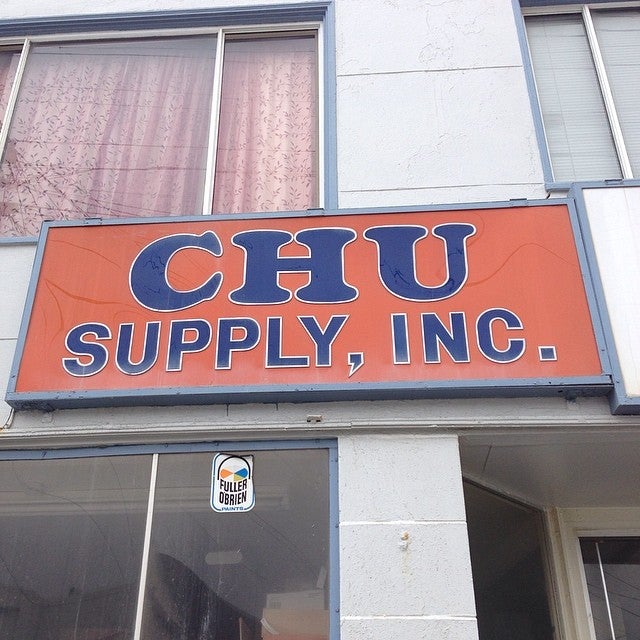 CHU
SUPPLY, INC.
FULLER
OBRIEN
PAINTS